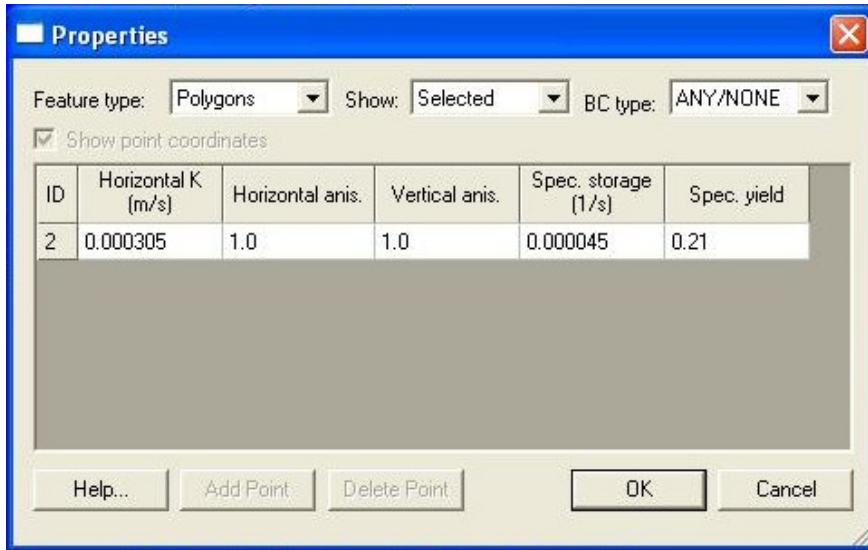 Properties
Feature type: Polygons Show: Selected BC type: ANY/NONE
Show point coordinates
ID Horizontal K (m/s) Horizontal anis. Vertical anis. Spec. storage (1/s) Spec. yield
2 0.000305 1.0 1.0 0.000045 0.21
Help... Add Point Delete Point OK Cancel